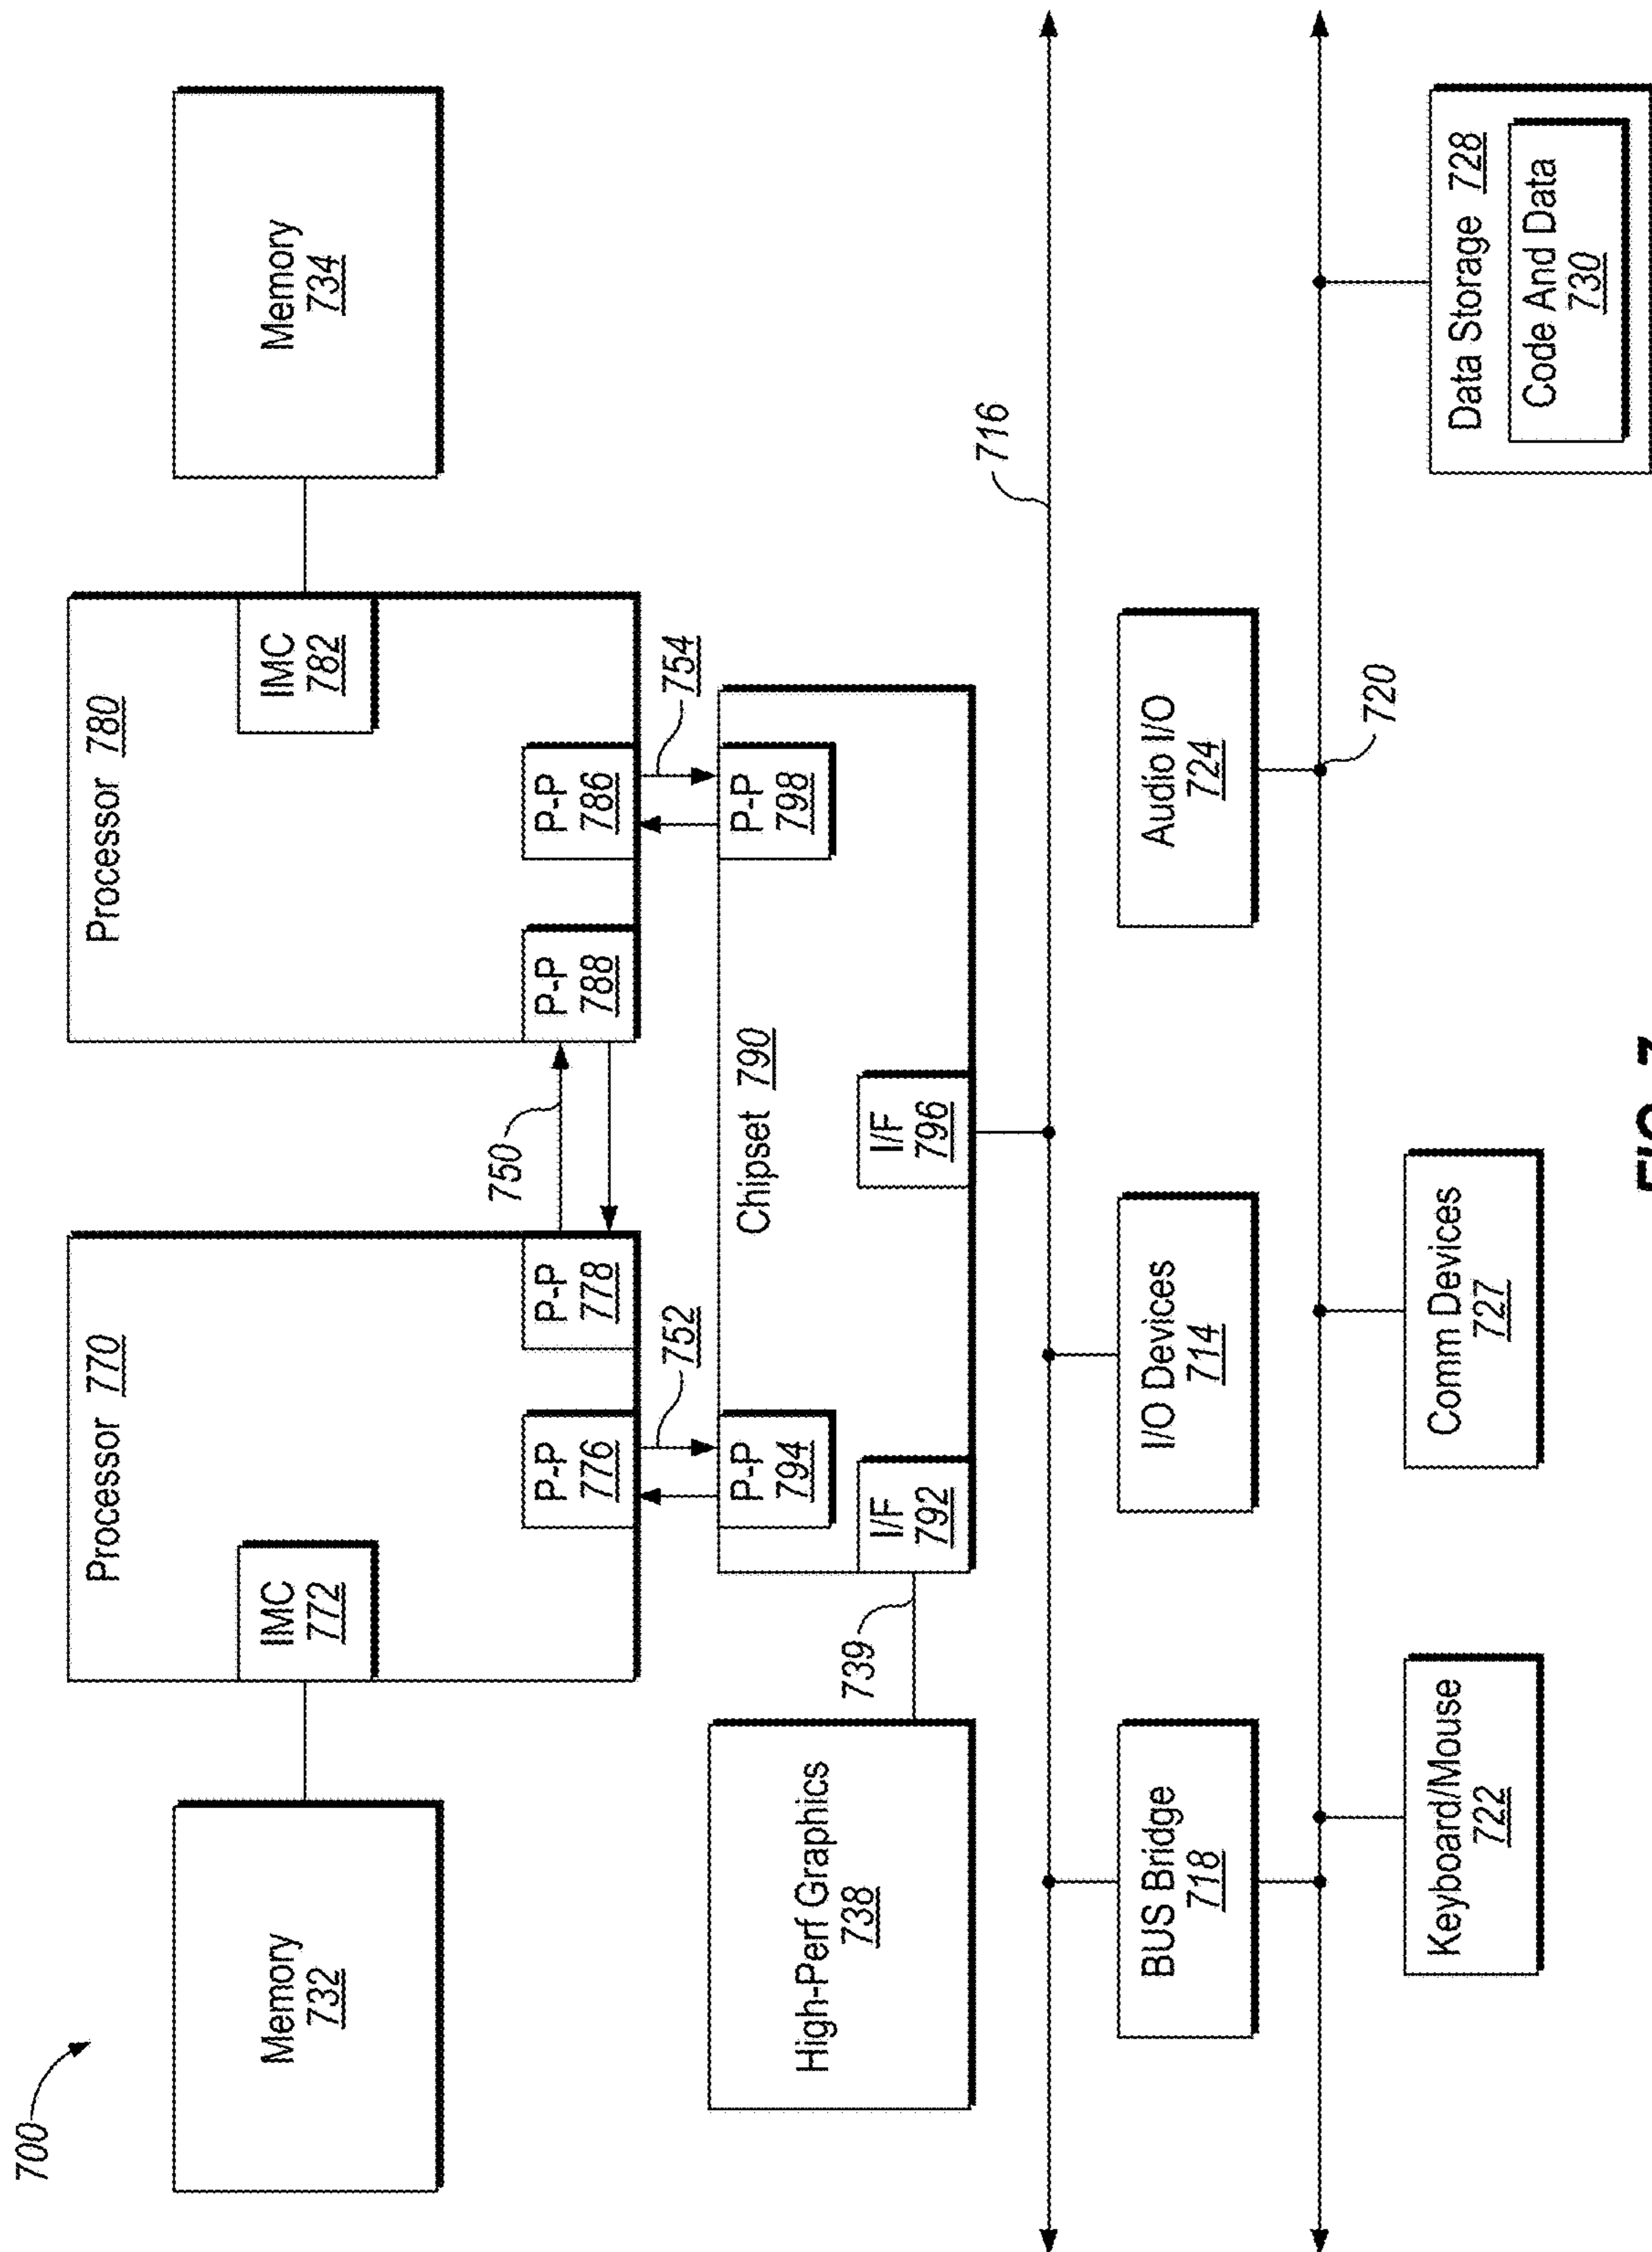 700
Memory
732
Processor 770
IMC
772
P-P
776
P-P
778
750
Processor 780
IMC
782
P-P
788
P-P
786
Memory
734
752
754
High-Perf Graphics
738
739
Chipset 790
P-P
794
P-P
798
I/F
792
I/F
796
716
BUS Bridge
718
I/O Devices
714
Audio I/O
724
720
Keyboard/Mouse
722
Comm Devices
727
Data Storage 728
Code And Data
730
FIG. 7